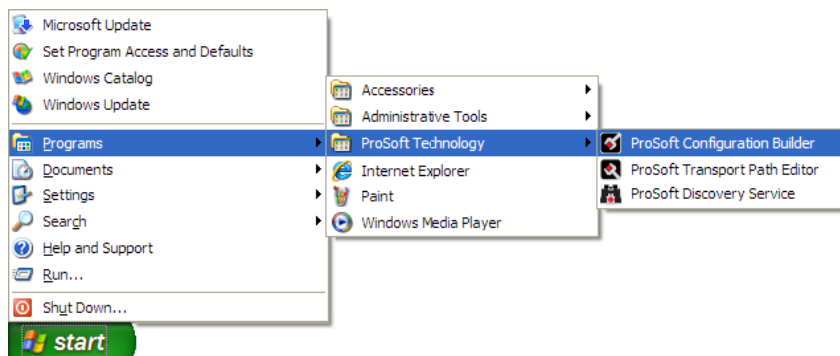 Microsoft Update
Set Program Access and Defaults
Windows Catalog
Windows Update
Programs
Documents
Settings
Search
Help and Support
Run...
Shut Down...
start
Accessories
Administrative Tools
ProSoft Technology
Internet Explorer
Paint
Windows Media Player
ProSoft Configuration Builder
ProSoft Transport Path Editor
ProSoft Discovery Service